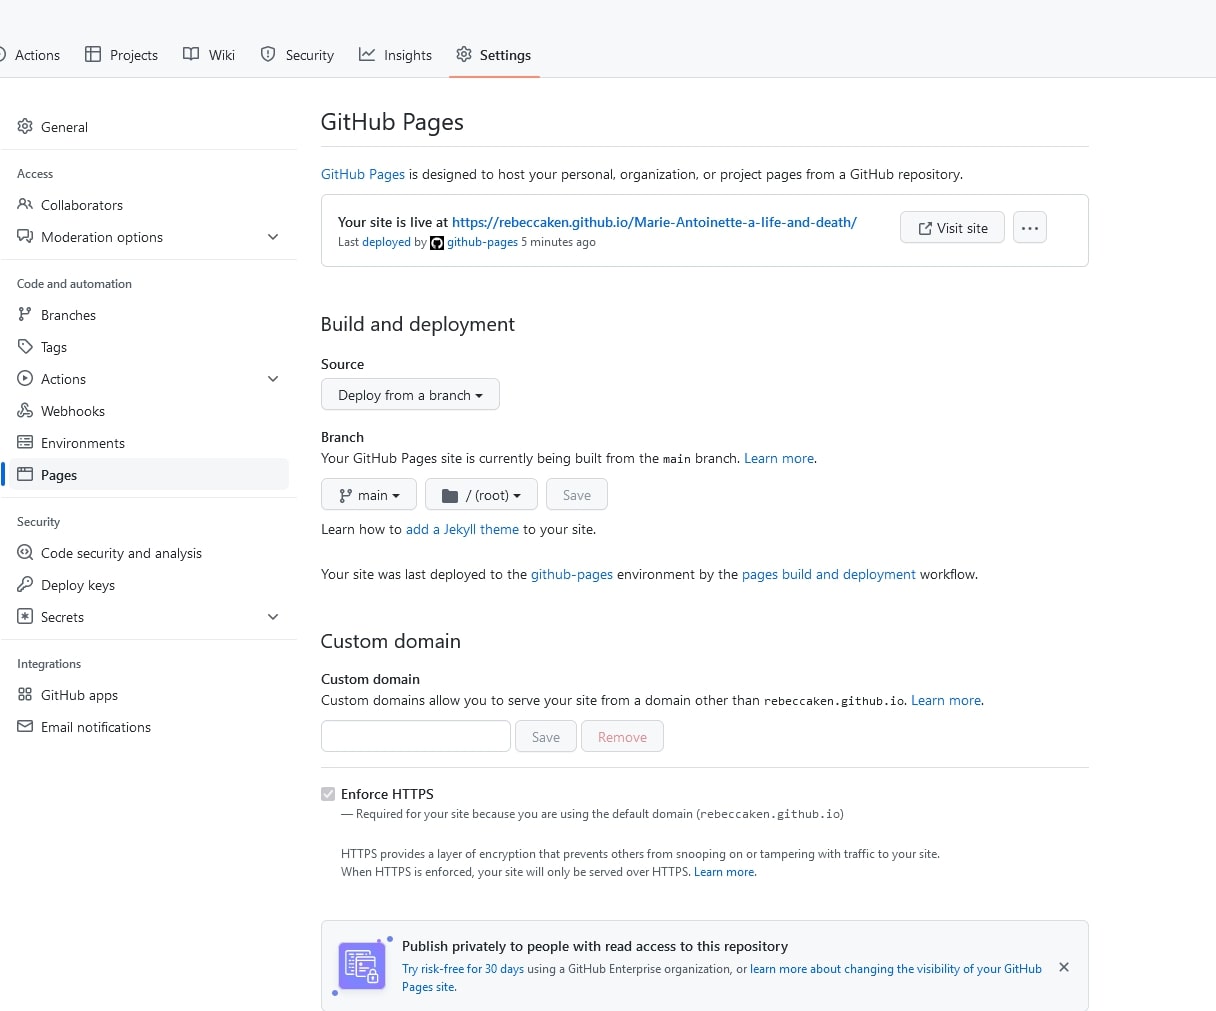 Actions
Projects
Wiki
Security
Insights
Settings
General
Access
Collaborators
Moderation options
Code and automation
Branches
Tags
Actions
Webhooks
Environments
Pages
Security
Code security and analysis
Deploy keys
Secrets
Integrations
GitHub apps
Email notifications
GitHub Pages
GitHub Pages is designed to host your personal, organization, or project pages from a GitHub repository.
Your site is live at https://rebeccaken.github.io/Marie-Antoinette-a-life-and-death/
Last deployed by github-pages 5 minutes ago
Visit site
Build and deployment
Source
Deploy from a branch
Branch
Your GitHub Pages site is currently being built from the main branch. Learn more.
main / (root) Save
Learn how to add a Jekyll theme to your site.
Your site was last deployed to the github-pages environment by the pages build and deployment workflow.
Custom domain
Custom domain
Custom domains allow you to serve your site from a domain other than rebeccaken.github.io. Learn more.
Save Remove
Enforce HTTPS
— Required for your site because you are using the default domain (rebeccaken.github.io)
HTTPS provides a layer of encryption that prevents others from snooping on or tampering with traffic to your site.
When HTTPS is enforced, your site will only be served over HTTPS. Learn more.
Publish privately to people with read access to this repository
Try risk-free for 30 days using a GitHub Enterprise organization, or learn more about changing the visibility of your GitHub
Pages site.